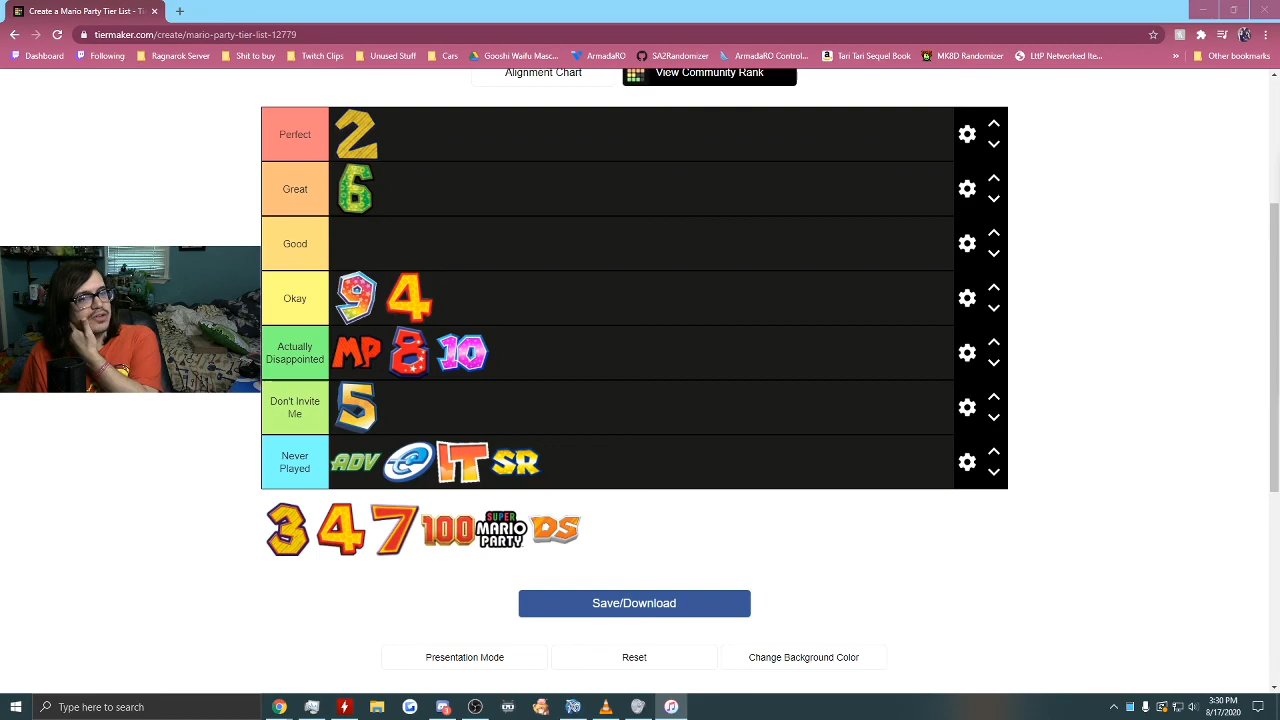 Create a Mario Party Tier List - T
tiermaker.com/create/mario-party-tier-list-12779
Dashboard Following Ragnarok Server Shit to buy Twitch Clips Unused Stuff Cars Gooshi Waifu Masc... ArmadaRO SA2Randomizer ArmadaRO Control... Tari Tari Sequel Book MK8D Randomizer LttP Networked Ite... » Other bookmarks
Alignment Chart View Community Rank
Perfect 2
Great 6
Good
Okay 9 4
Actually Disappointed MP 8 10
Don't Invite Me 5
Never Played ADV e IT SR
3 4 7 100 SUPER MARIO PARTY DS
Save/Download
Presentation Mode Reset Change Background Color
Type here to search
3:30 PM
8/17/2020